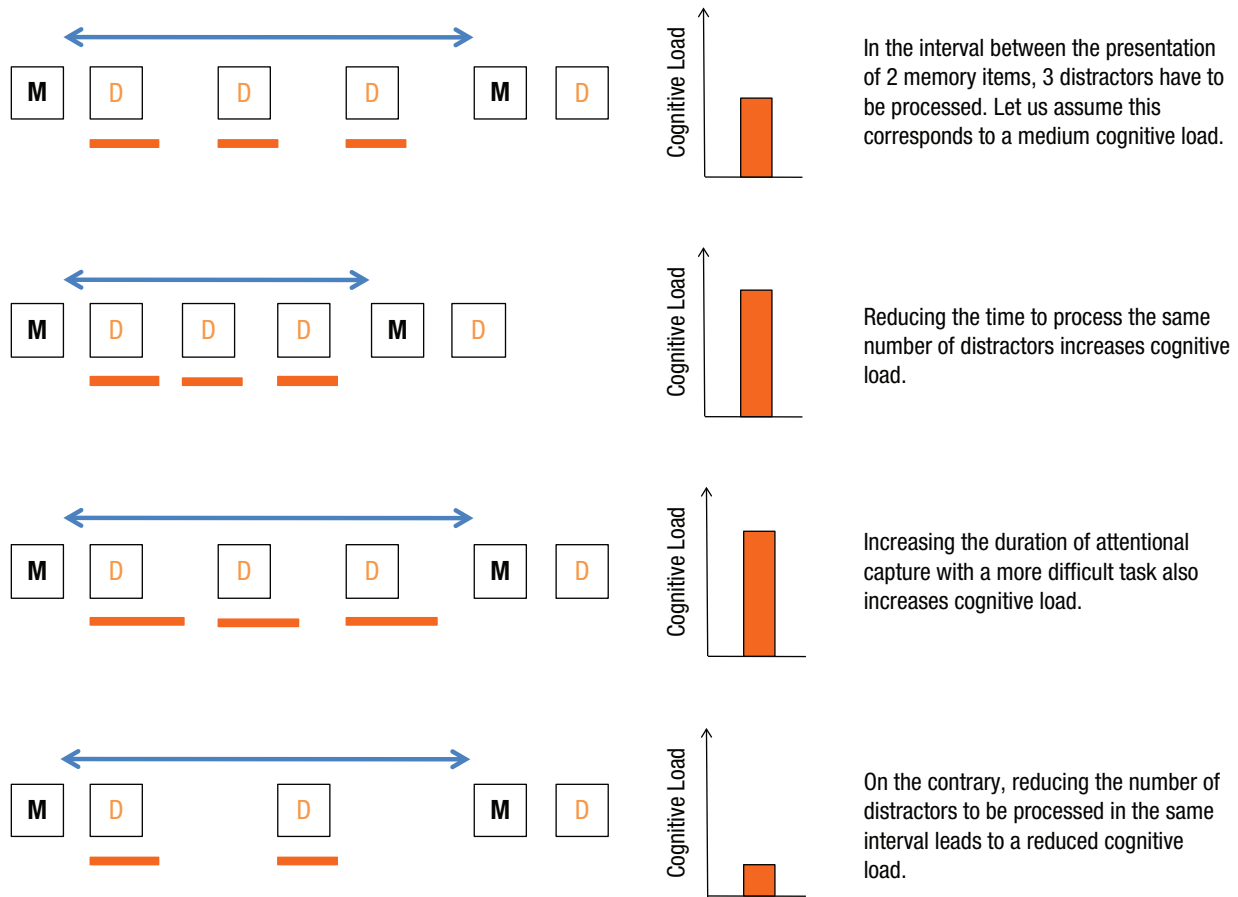 M D D D M D
Cognitive Load
In the interval between the presentation
of 2 memory items, 3 distractors have to
be processed. Let us assume this
corresponds to a medium cognitive load.
M D D D M D
Cognitive Load
Reducing the time to process the same
number of distractors increases cognitive
load.
M D D D M D
Cognitive Load
Increasing the duration of attentional
capture with a more difficult task also
increases cognitive load.
M D D M D
Cognitive Load
On the contrary, reducing the number of
distractors to be processed in the same
interval leads to a reduced cognitive
load.